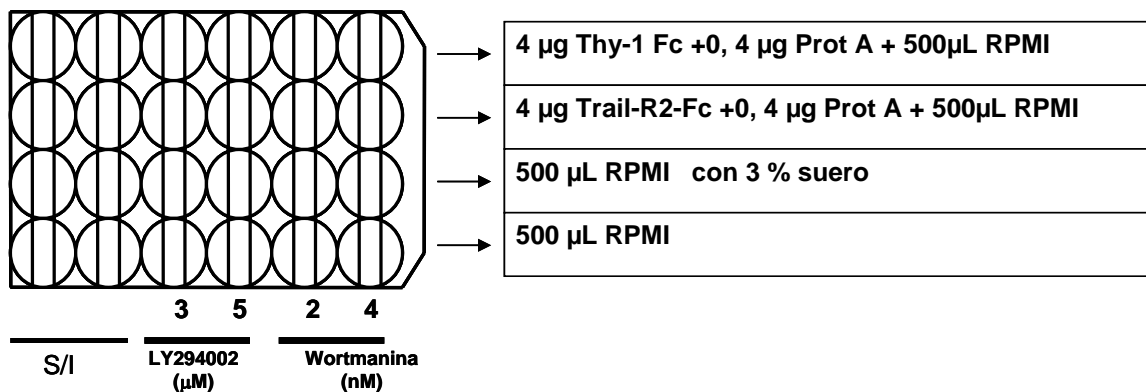 4 µg Thy-1 Fc +0, 4 µg Prot A + 500µL RPMI
4 µg Trail-R2-Fc +0, 4 µg Prot A + 500µL RPMI
500 µL RPMI con 3 % suero
500 µL RPMI
3 5 2 4
S/I
LY294002
(µM)
Wortmanina
(nM)